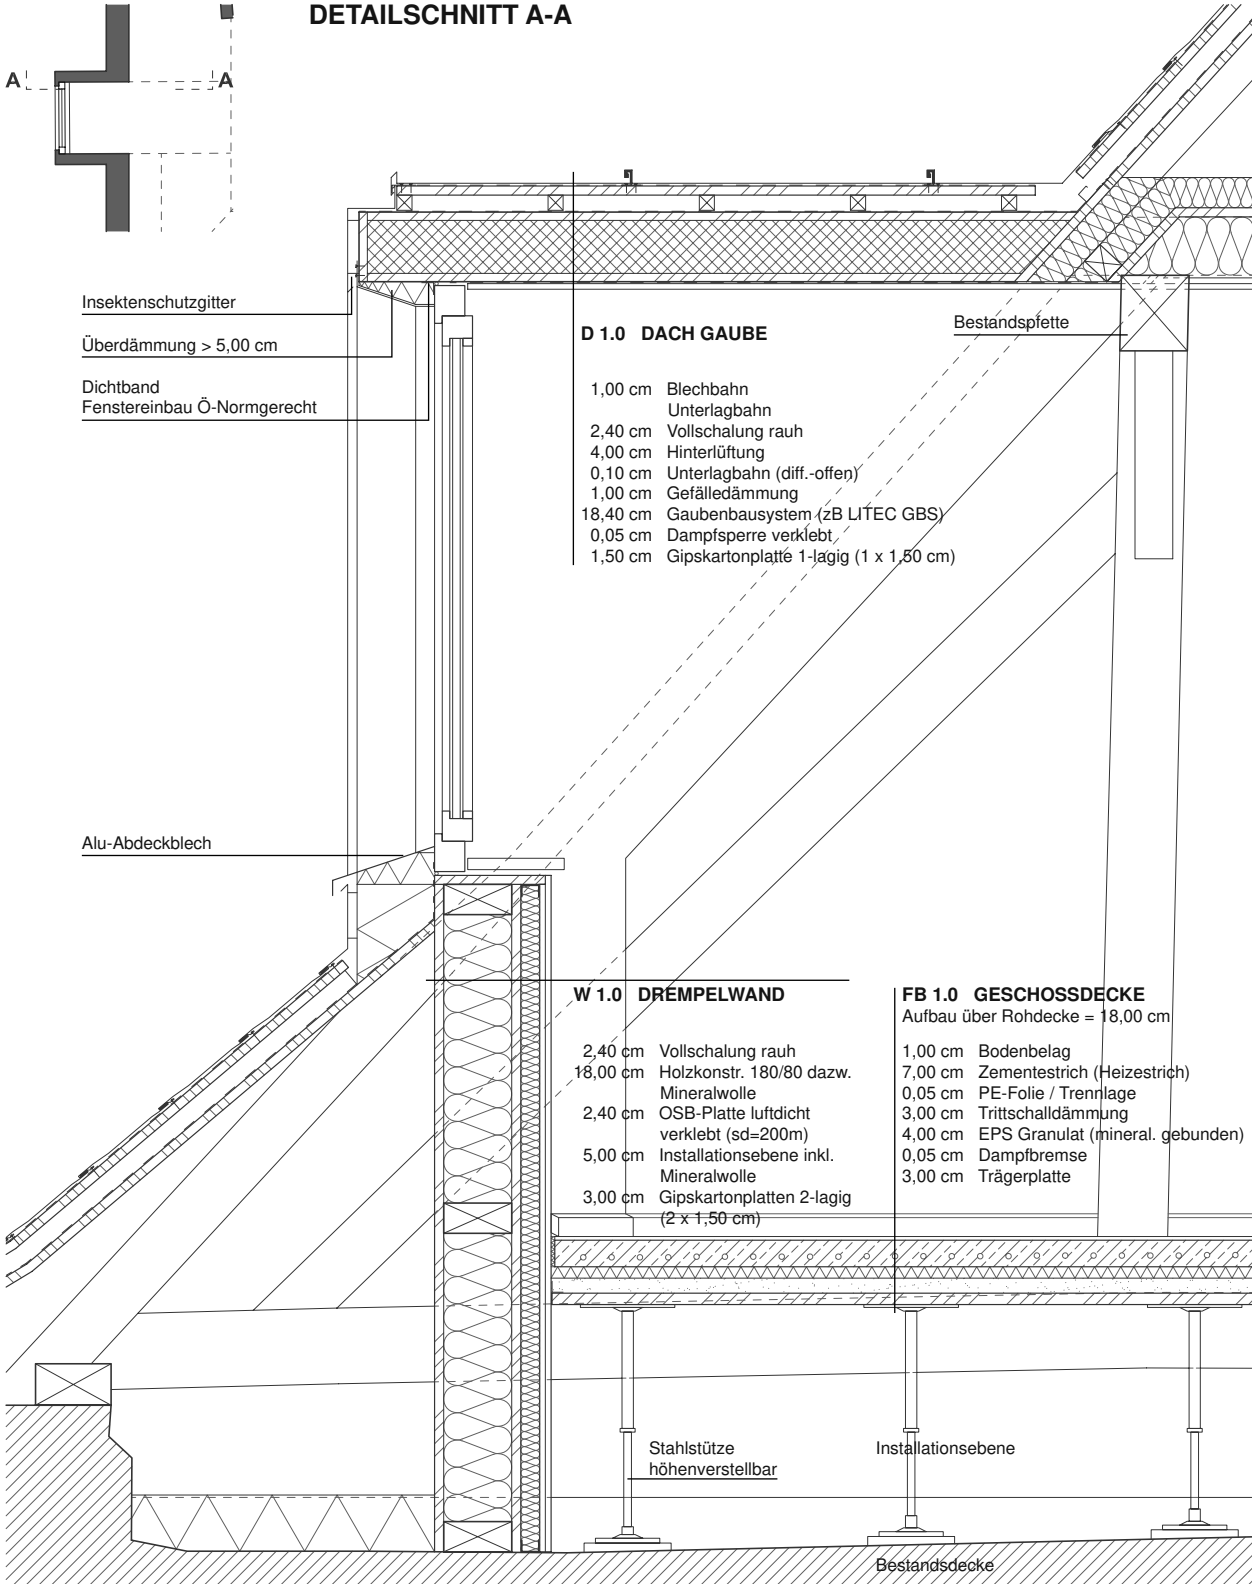 DETAILSCHNITT A-A
A
A
Insektenschutzgitter
Überdämmung > 5,00 cm
Dichtband
Fenstereinbau Ö-Normgerecht
Bestandspfette
D 1.0 DACH GAUBE
1,00 cm Blechbahn
Unterlagbahn
2,40 cm Vollschalung rauh
4,00 cm Hinterlüftung
0,10 cm Unterlagbahn (diff.-offen)
1,00 cm Gefälledämmung
18,40 cm Gaubenbausystem (zB LITEC GBS)
0,05 cm Dampfsperre verklebt
1,50 cm Gipskartonplatte 1-lagig (1 x 1,50 cm)
Alu-Abdeckblech
W 1.0 DREMPELWAND
2,40 cm Vollschalung rauh
18,00 cm Holzkonstr. 180/80 dazw.
Mineralwolle
2,40 cm OSB-Platte luftdicht
verklebt (sd=200m)
5,00 cm Installationsebene inkl.
Mineralwolle
3,00 cm Gipskartonplatten 2-lagig
(2 x 1,50 cm)
FB 1.0 GESCHOSSDECKE
Aufbau über Rohdecke = 18,00 cm
1,00 cm Bodenbelag
7,00 cm Zementestrich (Heizestrich)
0,05 cm PE-Folie / Trennlage
3,00 cm Trittschalldämmung
4,00 cm EPS Granulat (mineral. gebunden)
0,05 cm Dampfbremse
3,00 cm Trägerplatte
Stahlstütze
höhenverstellbar
Installationsebene
Bestandsdecke